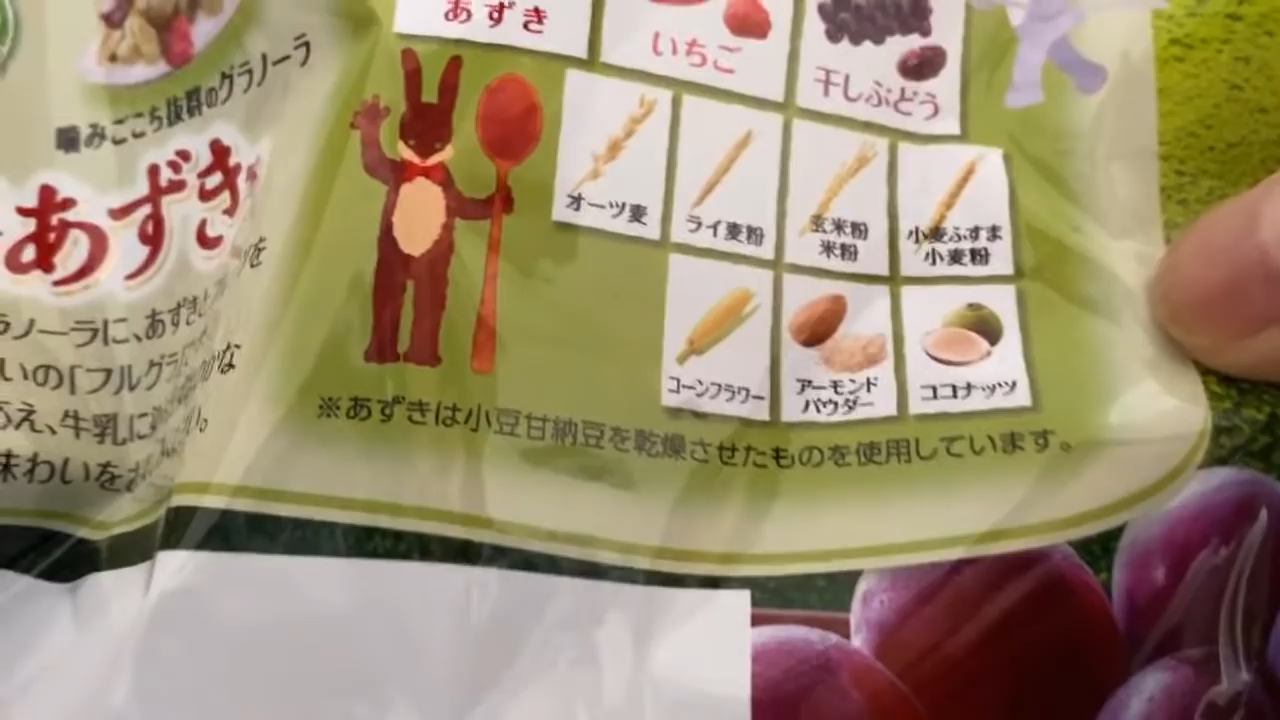 噛みごこち抜群のグラノーラ
あずき
を
ラノーラに、あずきと
いの「フルグラ
な
え、牛乳に
味わいをお
あずき
いちご
干しぶどう
オーツ麦
ライ麦粉
玄米粉
米粉
小麦ふすま
小麦粉
コーンフラワー
アーモンド
パウダー
ココナッツ
※あずきは小豆甘納豆を乾燥させたものを使用しています。